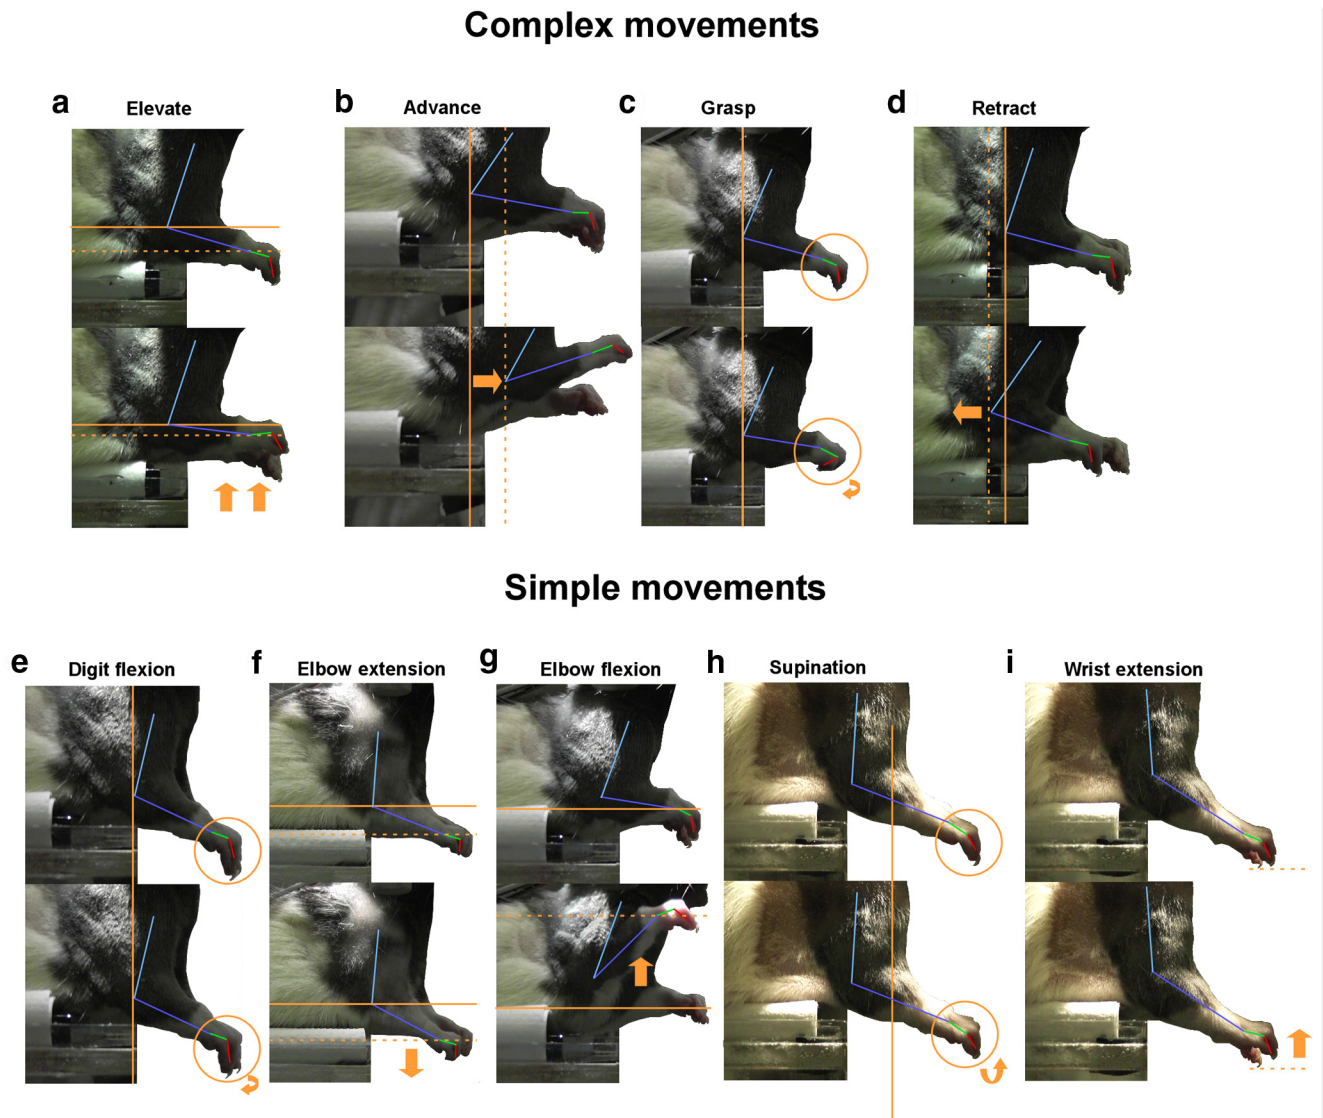 Complex movements
a Elevate
b Advance
c Grasp
d Retract
Simple movements
e Digit flexion
f Elbow extension
g Elbow flexion
h Supination
i Wrist extension